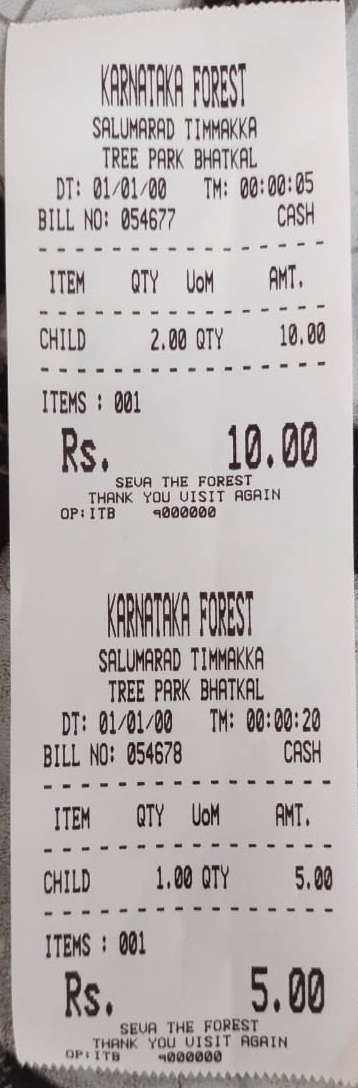 KARNATAKA FOREST
SALUMARAD TIMMAKKA
TREE PARK BHATKAL
DT: 01/01/00 TM: 00:00:05
BILL NO: 054677 CASH
- - - - - - - - - - - - - - - - - -
ITEM QTY UoM AMT.
- - - - - - - - - - - - - - - - - -
CHILD 2.00 QTY 10.00
- - - - - - - - - - - - - - - - - -
ITEMS : 001
Rs. 10.00
SEVA THE FOREST
THANK YOU VISIT AGAIN
OP:ITB 9000000
KARNATAKA FOREST
SALUMARAD TIMMAKKA
TREE PARK BHATKAL
DT: 01/01/00 TM: 00:00:20
BILL NO: 054678 CASH
- - - - - - - - - - - - - - - - - -
ITEM QTY UoM AMT.
- - - - - - - - - - - - - - - - - -
CHILD 1.00 QTY 5.00
- - - - - - - - - - - - - - - - - -
ITEMS : 001
Rs. 5.00
SEVA THE FOREST
THANK YOU VISIT AGAIN
OP:ITB 9000000